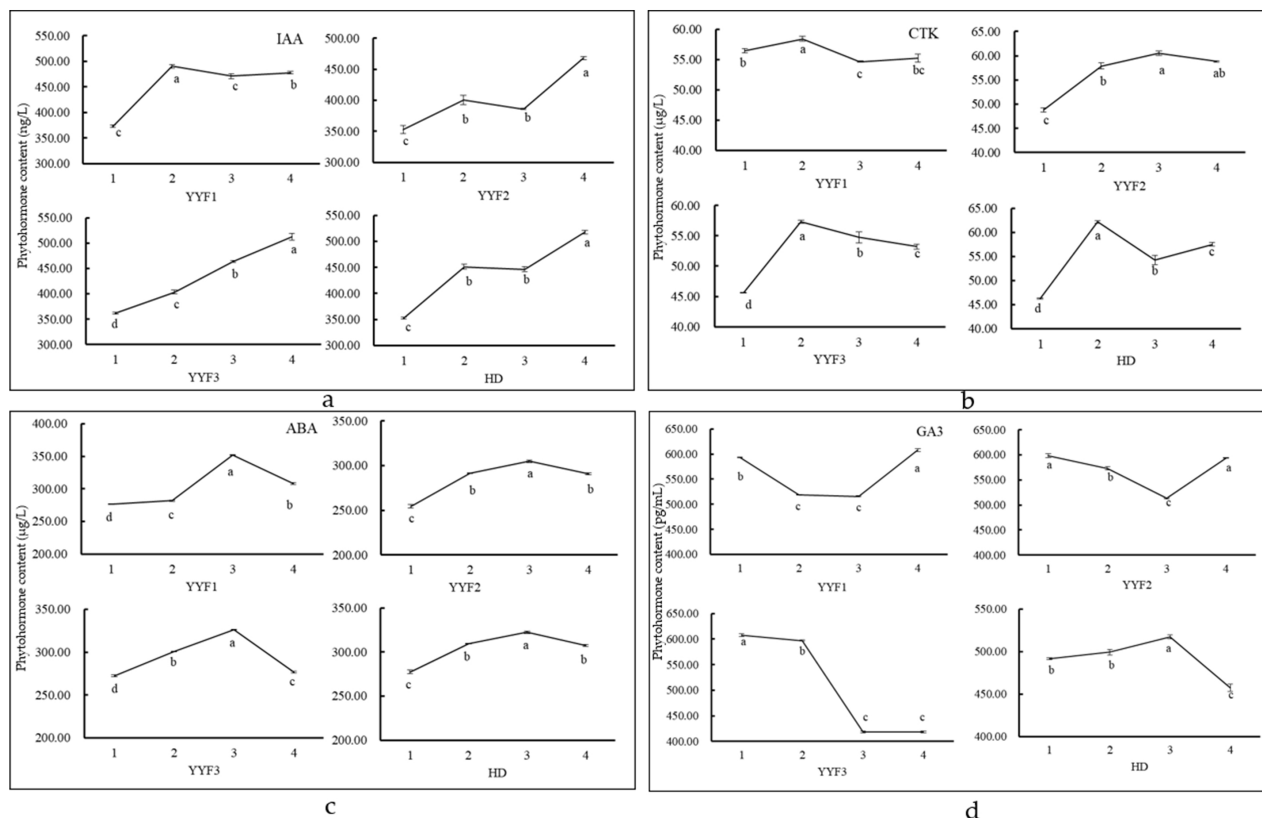 IAA
Phytohormone content (ng/L)
550.00
500.00
450.00
400.00
350.00
300.00
c
a
c
b
1 2 3 4
YYF1
500.00
450.00
400.00
350.00
300.00
c
b
b
a
1 2 3 4
YYF2
550.00
500.00
450.00
400.00
350.00
300.00
d
c
b
a
1 2 3 4
YYF3
550.00
500.00
450.00
400.00
350.00
300.00
c
b
b
a
1 2 3 4
HD
a
CTK
Phytohormone content (µg/L)
60.00
55.00
50.00
45.00
40.00
b
a
c
bc
1 2 3 4
YYF1
65.00
60.00
55.00
50.00
45.00
40.00
c
b
a
ab
1 2 3 4
YYF2
60.00
55.00
50.00
45.00
40.00
d
a
b
c
1 2 3 4
YYF3
65.00
60.00
55.00
50.00
45.00
40.00
d
a
b
c
1 2 3 4
HD
b
ABA
Phytohormone content (µg/L)
400.00
350.00
300.00
250.00
200.00
d
c
a
b
1 2 3 4
YYF1
350.00
300.00
250.00
200.00
c
b
a
b
1 2 3 4
YYF2
350.00
300.00
250.00
200.00
d
b
a
c
1 2 3 4
YYF3
350.00
300.00
250.00
200.00
c
b
a
b
1 2 3 4
HD
c
GA3
Phytohormone content (pg/mL)
650.00
600.00
550.00
500.00
450.00
400.00
b
c
c
a
1 2 3 4
YYF1
650.00
600.00
550.00
500.00
450.00
400.00
a
b
c
a
1 2 3 4
YYF2
650.00
600.00
550.00
500.00
450.00
400.00
a
b
c
c
1 2 3 4
YYF3
550.00
500.00
450.00
400.00
b
b
a
c
1 2 3 4
HD
d